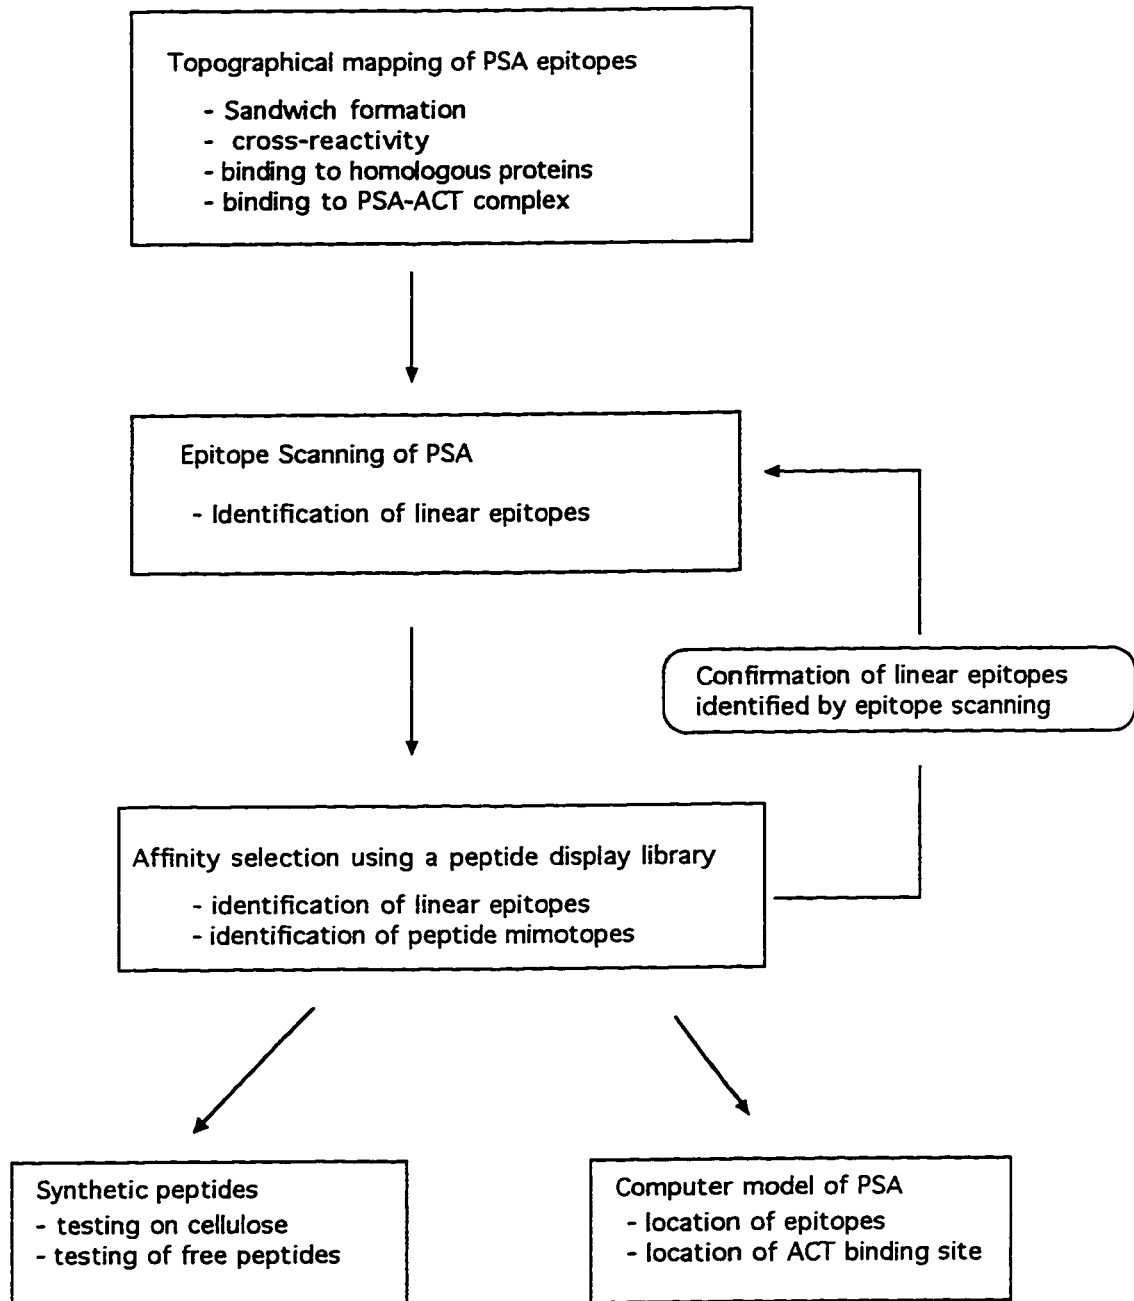 Topographical mapping of PSA epitopes
- Sandwich formation
- cross-reactivity
- binding to homologous proteins
- binding to PSA-ACT complex
Epitope Scanning of PSA
- Identification of linear epitopes
Confirmation of linear epitopes
identified by epitope scanning
Affinity selection using a peptide display library
- identification of linear epitopes
- identification of peptide mimotopes
Synthetic peptides
- testing on cellulose
- testing of free peptides
Computer model of PSA
- location of epitopes
- location of ACT binding site